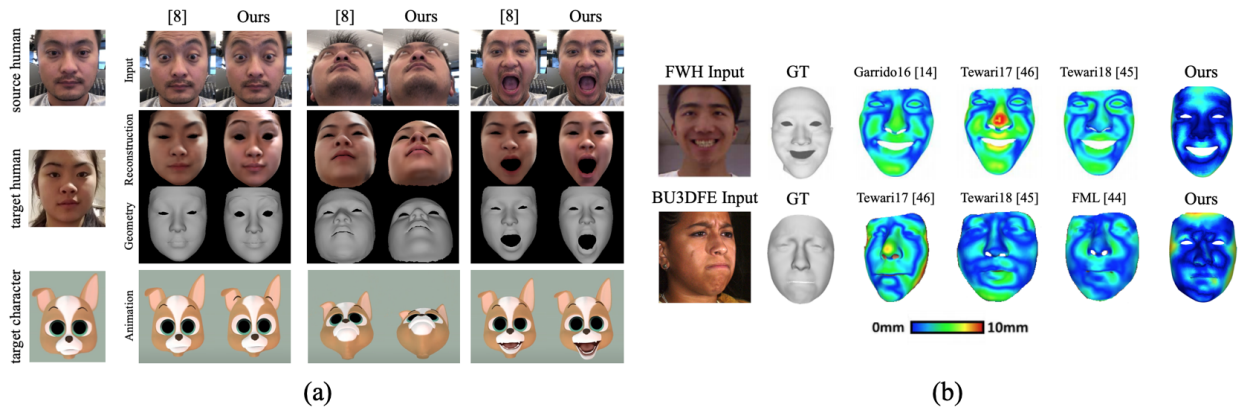 [8] Ours [8] Ours [8] Ours
source human
Input
target human
Reconstruction
Geometry
target character
Animation
(a)
FWH Input GT Garrido16 [14] Tewari17 [46] Tewari18 [45] Ours
BU3DFE Input GT Tewari17 [46] Tewari18 [45] FML [44] Ours
0mm 10mm
(b)